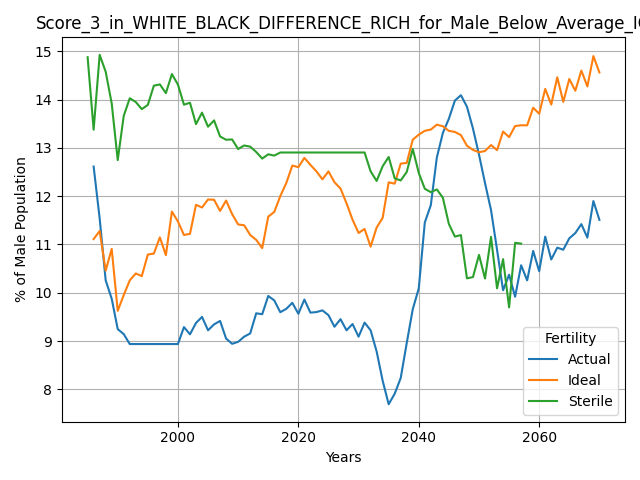 Score_3_in_WHITE_BLACK_DIFFERENCE_RICH_for_Male_Below_Average_I
15
14
13
12
11
10
9
8
% of Male Population
2000
2020
2040
2060
Years
Fertility
Actual
Ideal
Sterile